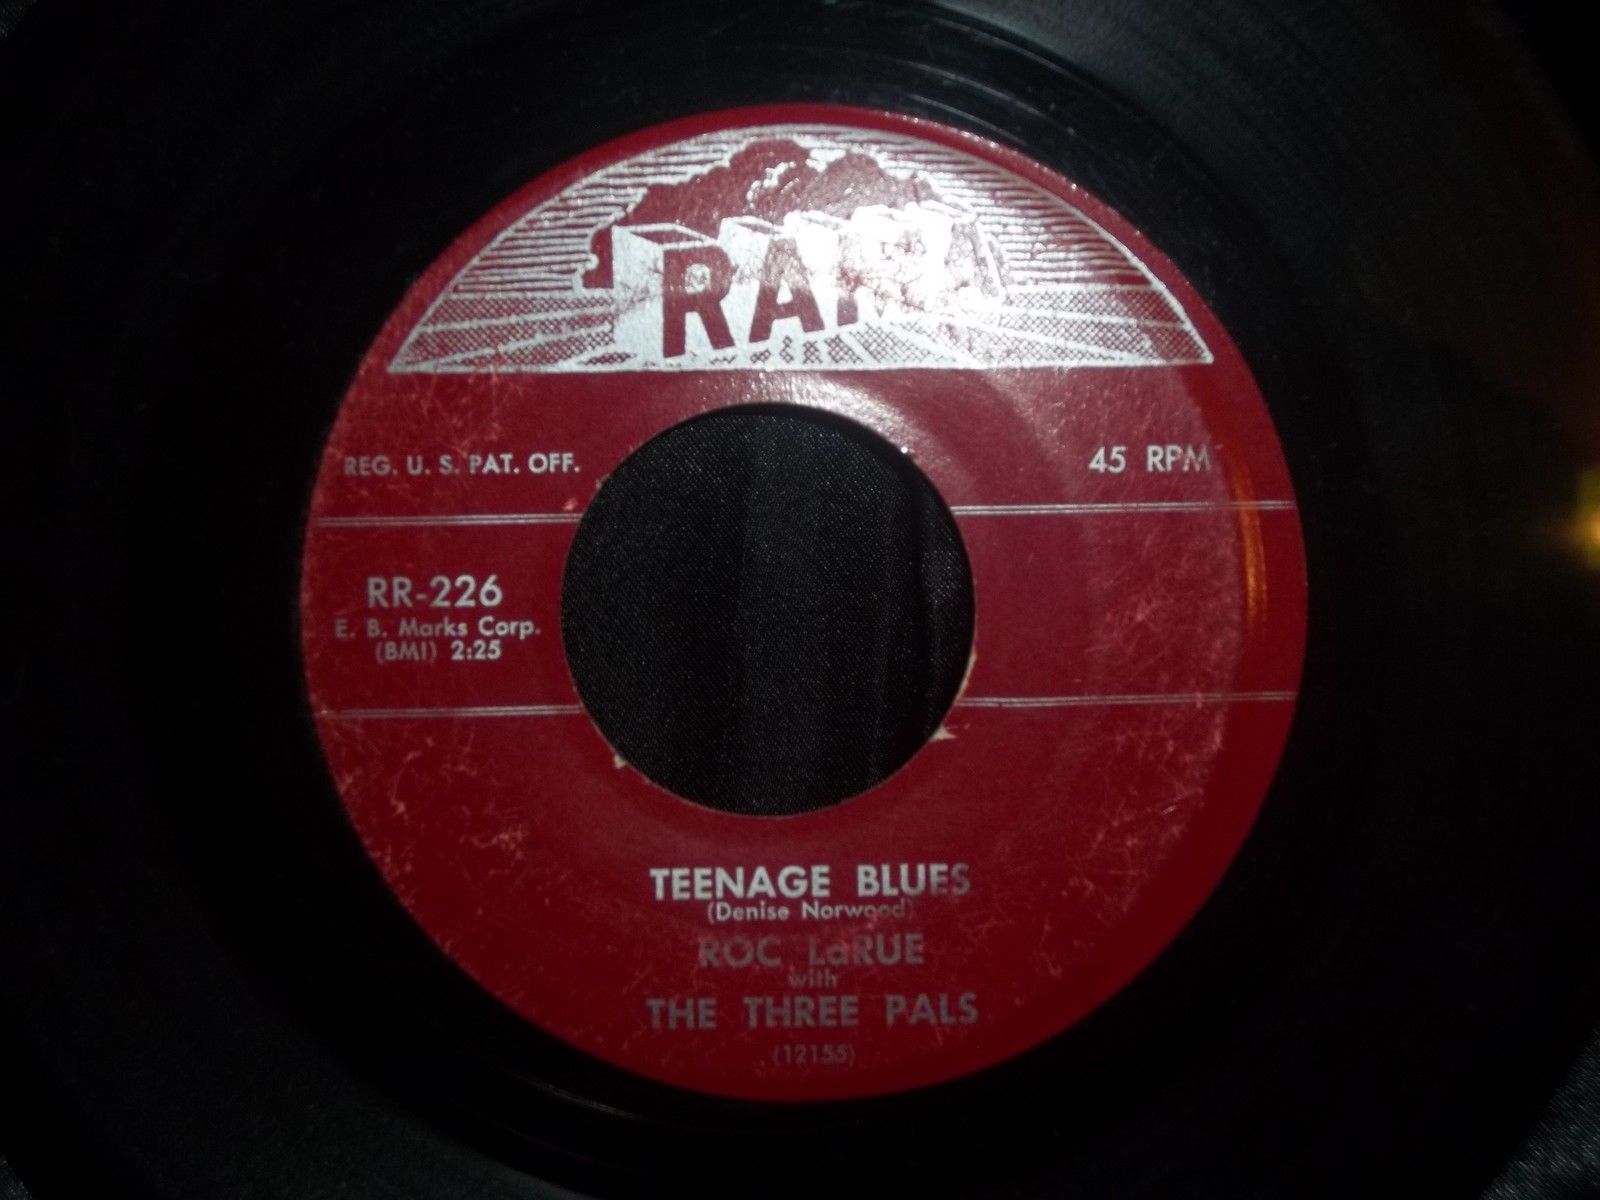 RAMA
REG. U. S. PAT. OFF.
45 RPM
RR-226
E. B. Marks Corp.
(BMI) 2:25
TEENAGE BLUES
(Denise Norwood)
ROC LaRUE
with
THE THREE PALS
(12155)